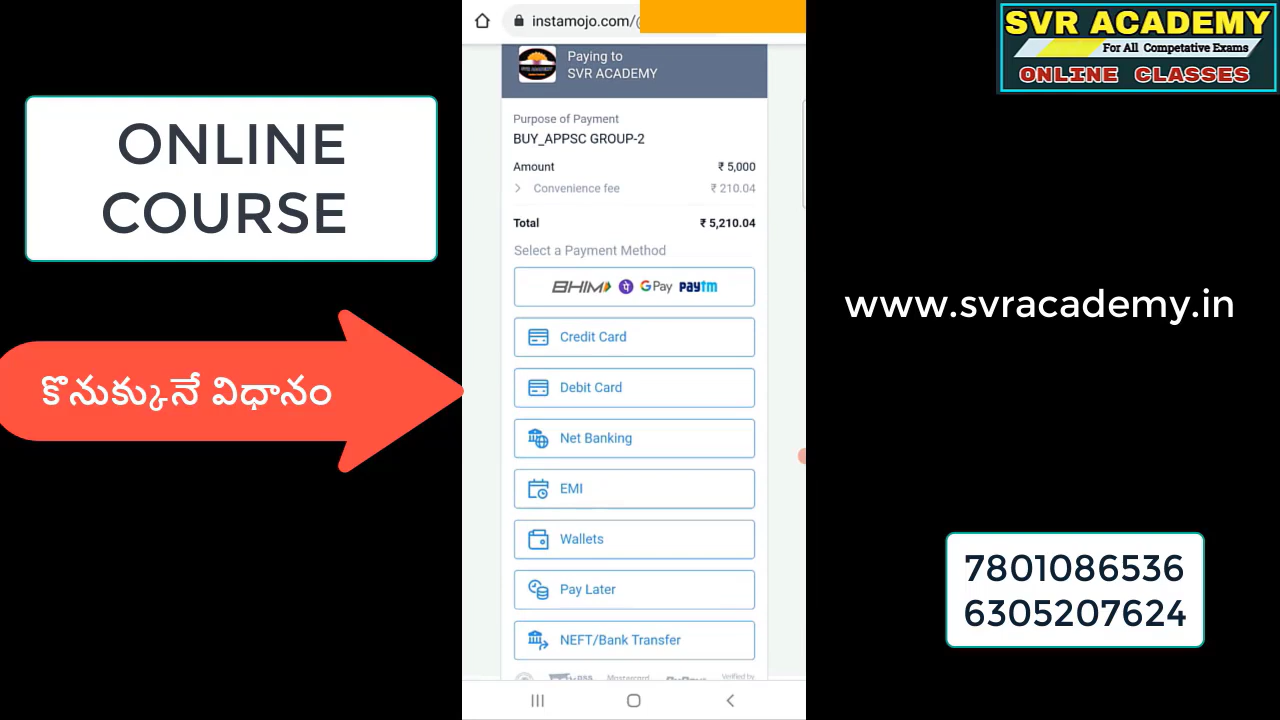 ONLINE
COURSE
కొనుక్కునే విధానం
instamojo.com/
Paying to
SVR ACADEMY
Purpose of Payment
BUY_APPSC GROUP-2
Amount ₹ 5,000
Convenience fee ₹ 210.04
Total ₹ 5,210.04
Select a Payment Method
BHIM GPay paytm
Credit Card
Debit Card
Net Banking
EMI
Wallets
Pay Later
NEFT/Bank Transfer
SVR ACADEMY
For All Competative Exams
ONLINE CLASSES
www.svracademy.in
7801086536
6305207624